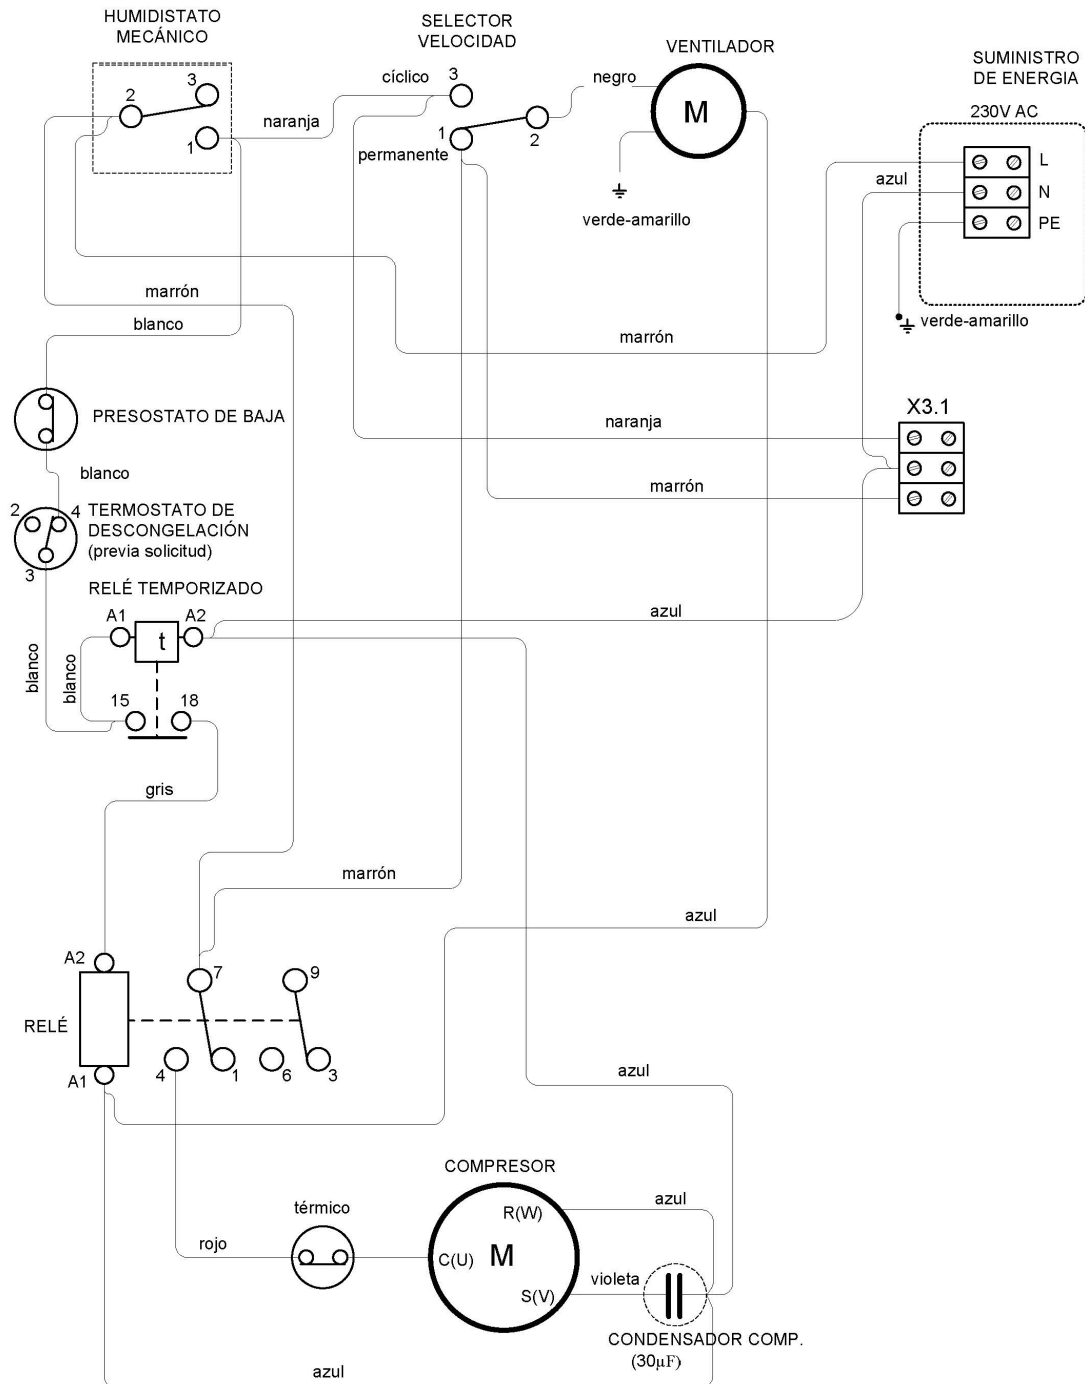 HUMIDISTATO
MECÁNICO
SELECTOR
VELOCIDAD
VENTILADOR
SUMINISTRO
DE ENERGIA
230V AC
3
2
1
naranja
cíclico
3
1
2
permanente
negro
M
verde-amarillo
azul
L
N
PE
verde-amarillo
marrón
blanco
marrón
PRESOSTATO DE BAJA
naranja
X3.1
blanco
marrón
2
4
3
TERMOSTATO DE
DESCONGELACIÓN
(previa solicitud)
RELÉ TEMPORIZADO
A1
A2
t
azul
blanco
blanco
15
18
gris
marrón
azul
A2
7
9
RELÉ
A1
4
1
6
3
azul
COMPRESOR
térmico
R(W)
azul
rojo
C(U)
M
violeta
S(V)
CONDENSADOR COMP.
(30µF)
azul